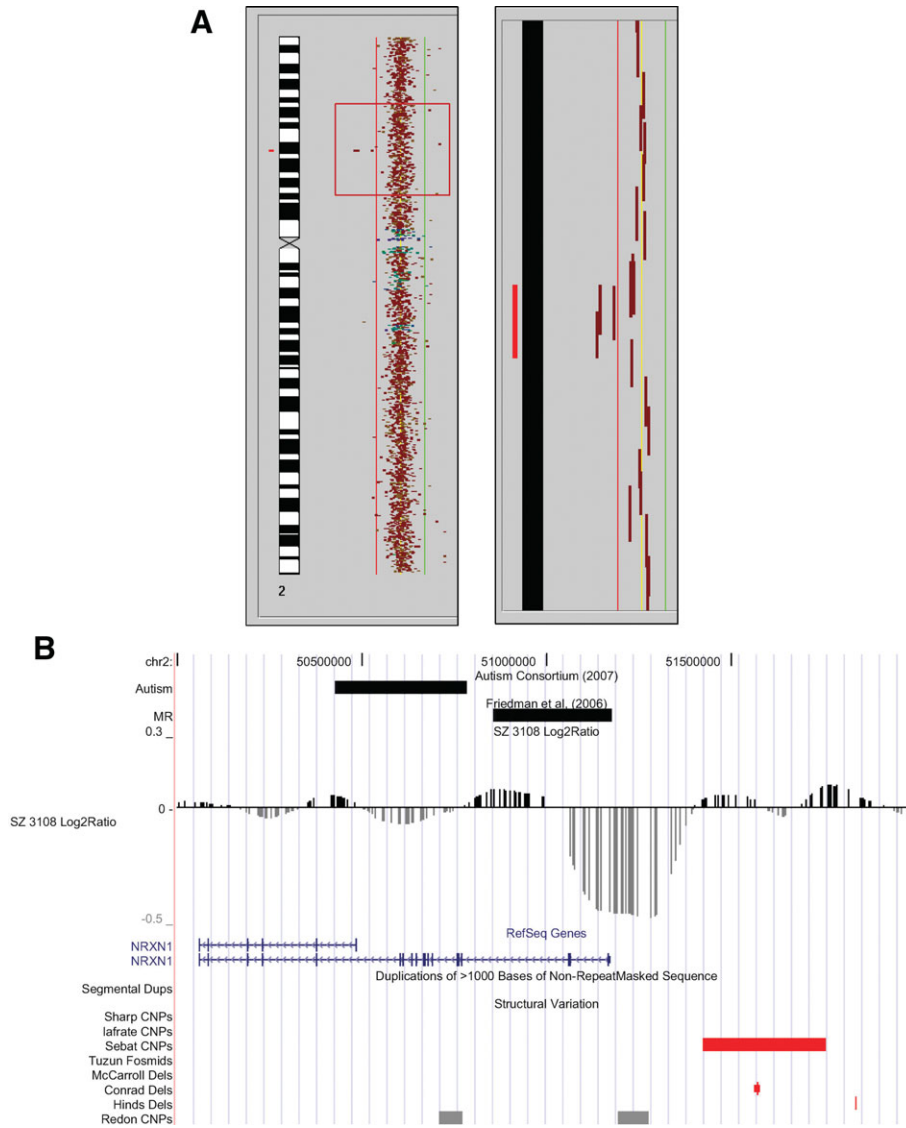 A
2
B
chr2: 50500000 51000000 51500000
Autism Consortium (2007)
Autism
Friedman et al. (2006)
MR
SZ 3108 Log2Ratio
0.3 _
0 -
SZ 3108 Log2Ratio
-0.5 _
RefSeq Genes
NRXN1
NRXN1
Duplications of >1000 Bases of Non-RepeatMasked Sequence
Segmental Dups
Structural Variation
Sharp CNPs
Iafrate CNPs
Sebat CNPs
Tuzun Fosmids
McCarroll Dels
Conrad Dels
Hinds Dels
Redon CNPs